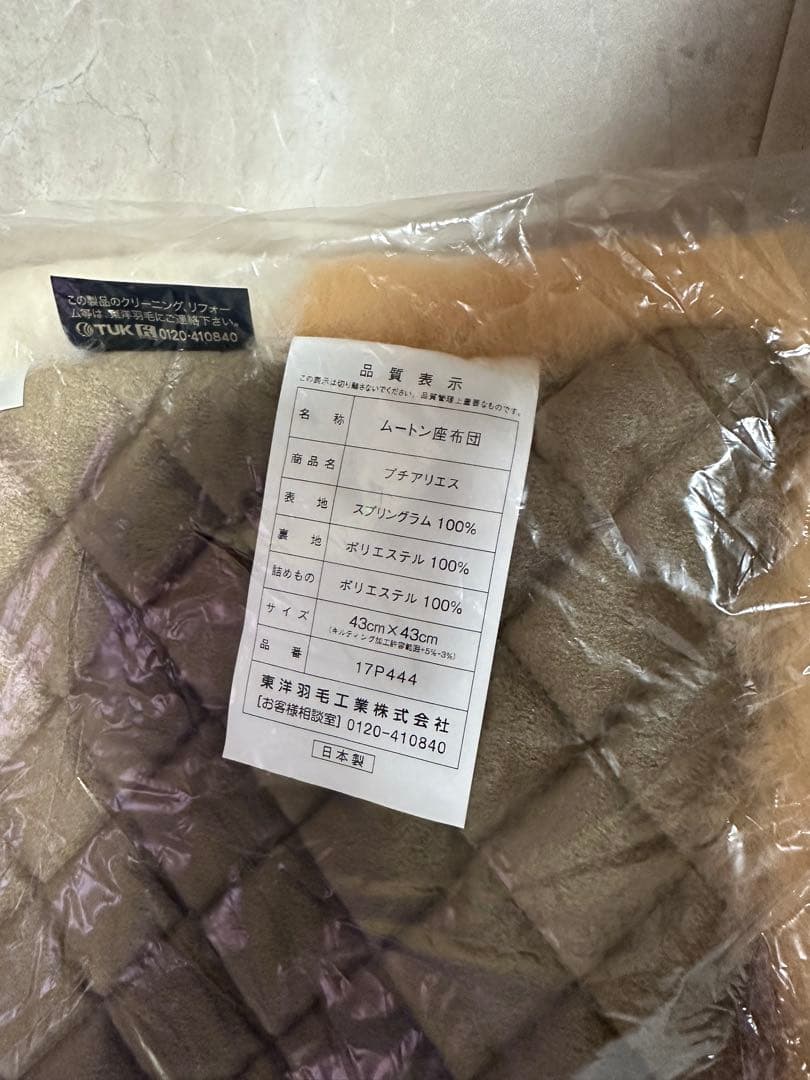 この製品のクリーニング、リフォー
ム等は、東洋羽毛にご連絡下さい。
TUK 0120-410840
品質表示
この表示は切り離さないでください。品質管理上重要なものです。
名称 ムートン座布団
商品名 プチアリエス
表地 スプリングラム 100%
裏地 ポリエステル 100%
詰めもの ポリエステル 100%
サイズ 43cm×43cm
(キルティング加工許容範囲+5%-3%)
品番 17P444
東洋羽毛工業株式会社
[お客様相談室] 0120-410840
日本製